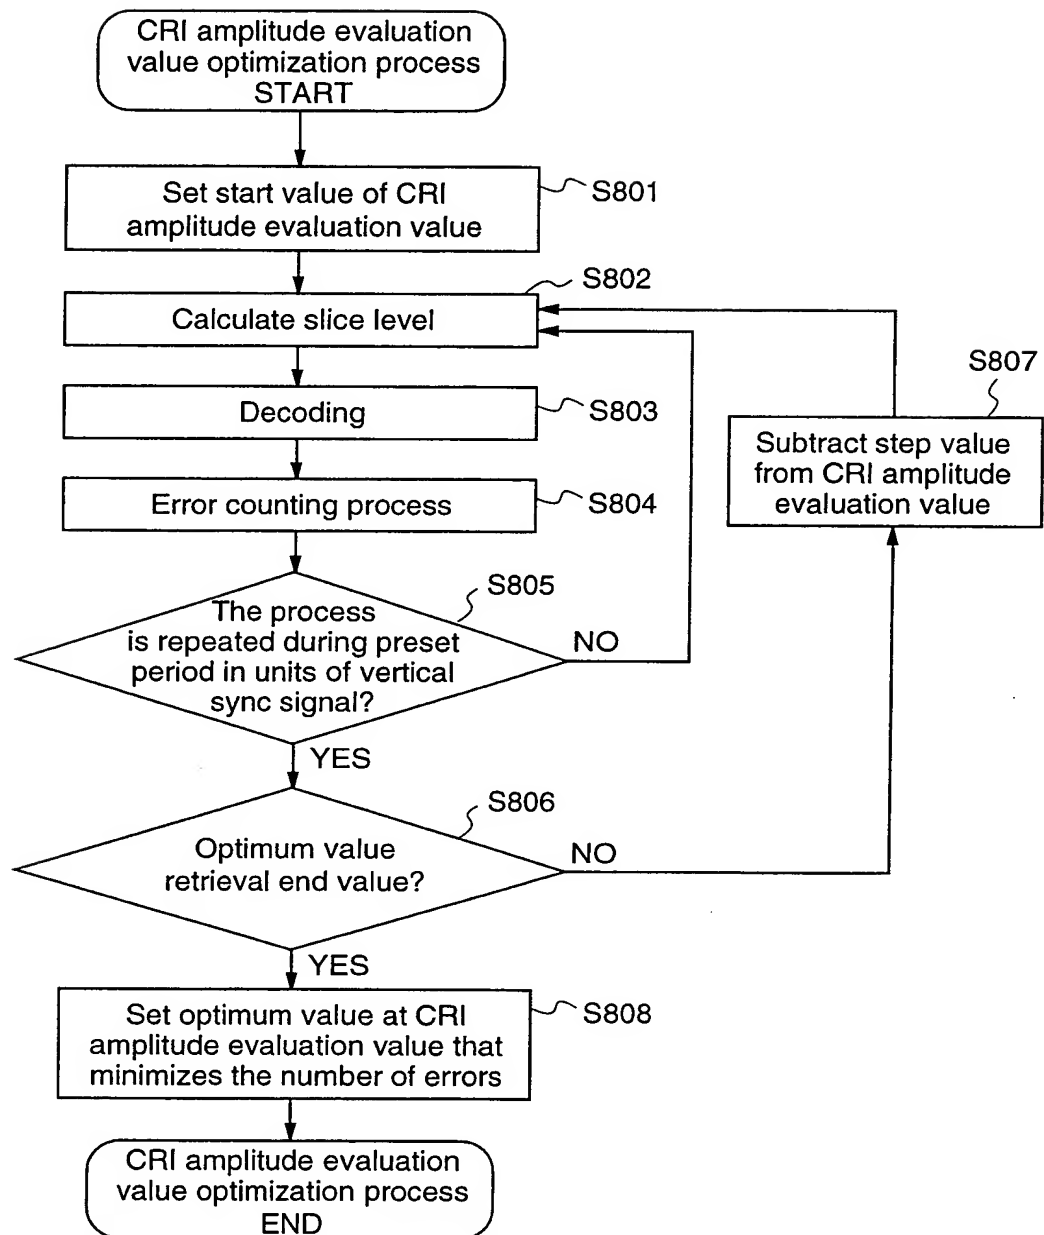 CRI amplitude evaluation
value optimization process
START
Set start value of CRI
amplitude evaluation value
S801
Calculate slice level
S802
Decoding
S803
Error counting process
S804
The process
is repeated during preset
period in units of vertical
sync signal?
S805
NO
YES
Optimum value
retrieval end value?
S806
NO
YES
Subtract step value
from CRI amplitude
evaluation value
S807
Set optimum value at CRI
amplitude evaluation value that
minimizes the number of errors
S808
CRI amplitude evaluation
value optimization process
END